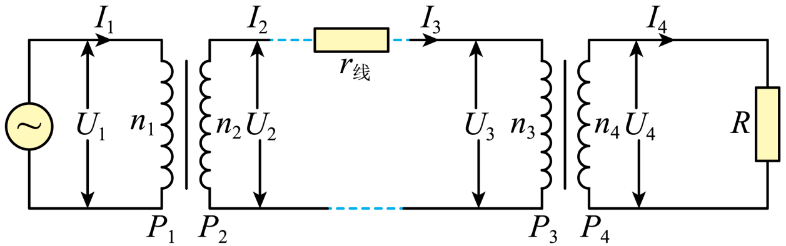 I₁ I₂ I₃ I₄
r线
~ U₁ n₁ n₂ U₂ U₃ n₃ n₄ U₄ R
P₁ P₂ P₃ P₄